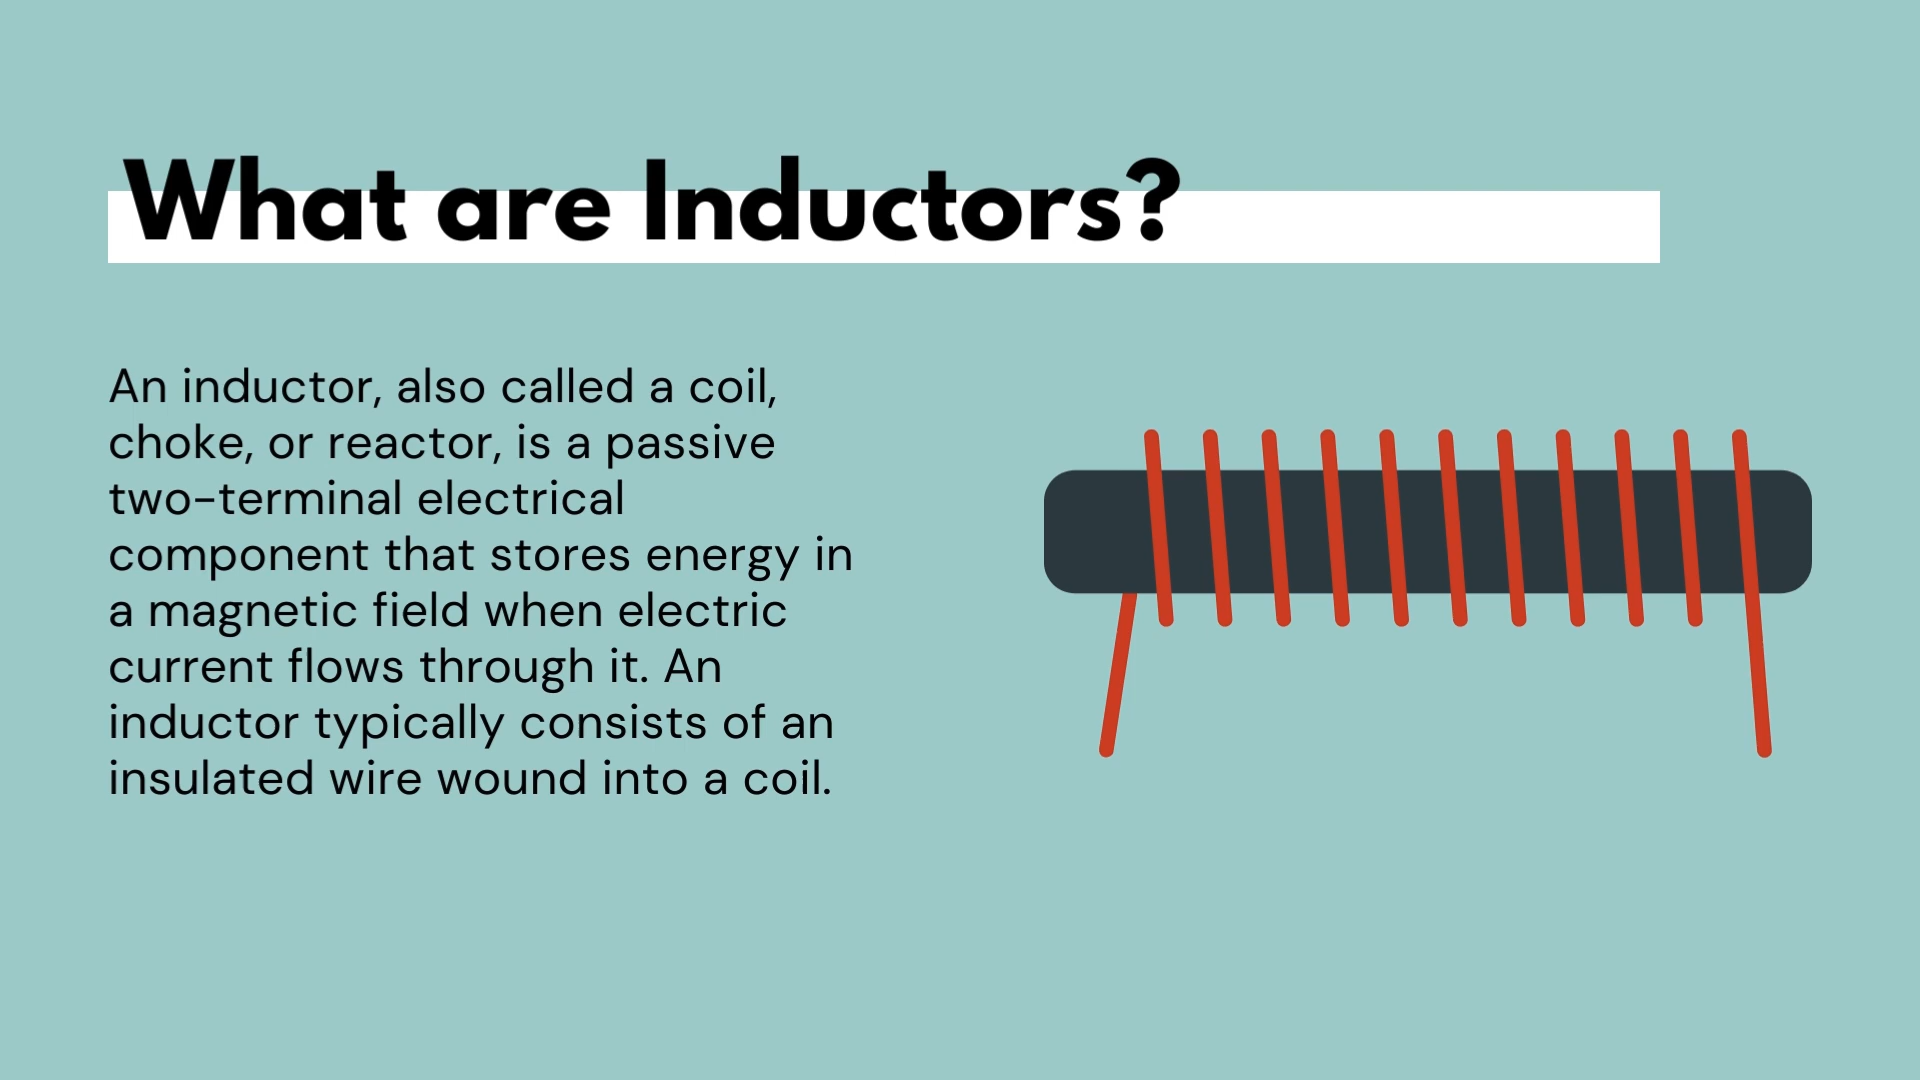 What are Inductors?
An inductor, also called a coil,
choke, or reactor, is a passive
two-terminal electrical
component that stores energy in
a magnetic field when electric
current flows through it. An
inductor typically consists of an
insulated wire wound into a coil.